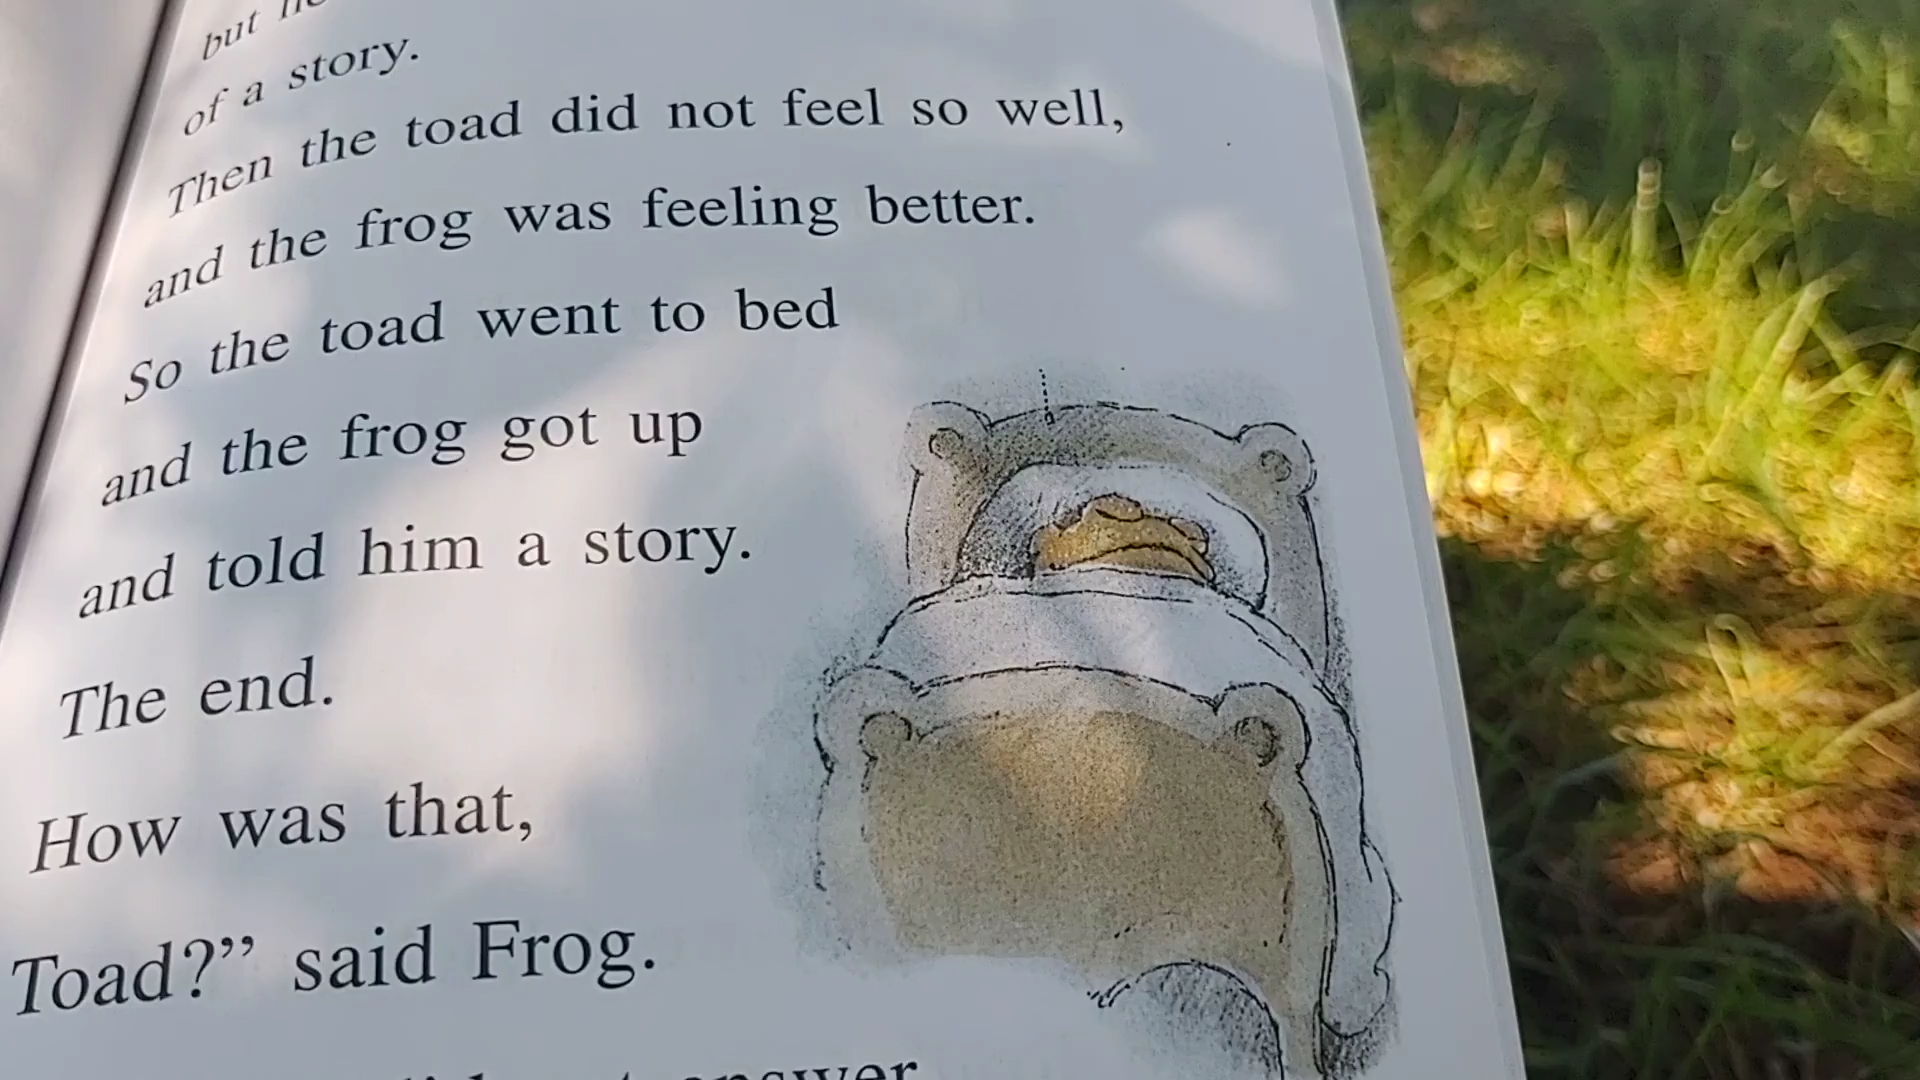 but
of a story.
Then the toad did not feel so well,
and the frog was feeling better.
So the toad went to bed
and the frog got up
and told him a story.
The end.
How was that,
Toad?” said Frog.
answer